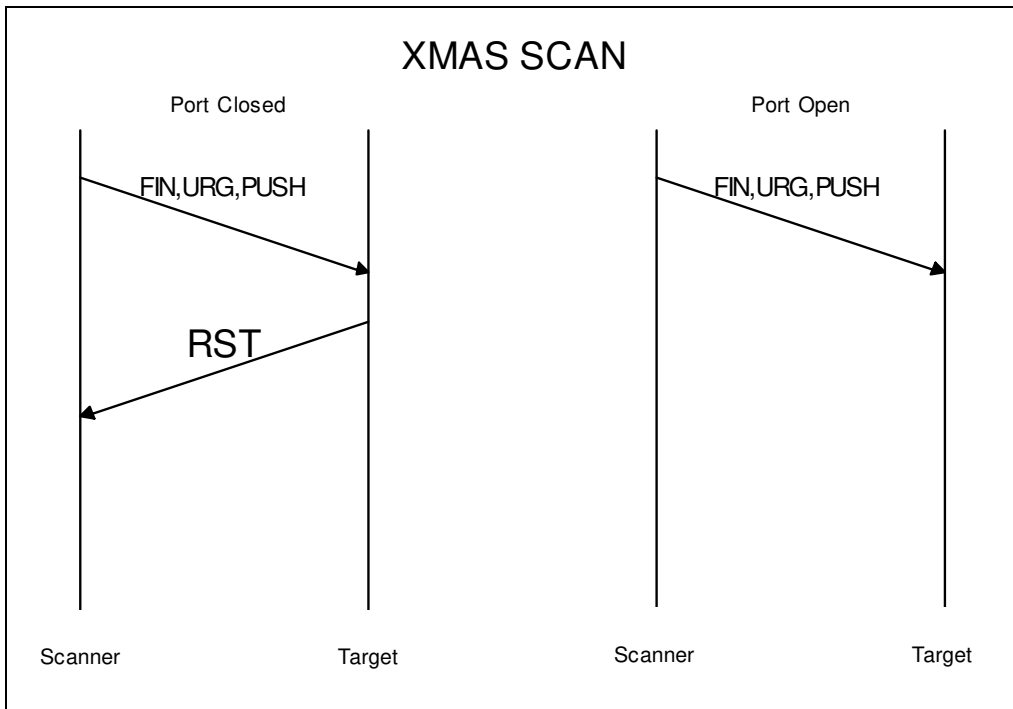 XMAS SCAN
Port Closed
Port Open
FIN,URG,PUSH
FIN,URG,PUSH
RST
Scanner
Target
Scanner
Target